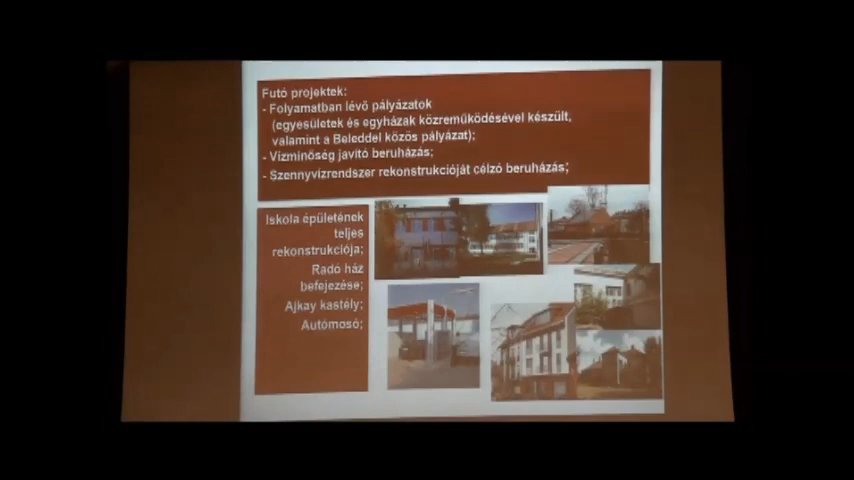 Futó projektek:
- Folyamatban lévő pályázatok
(egyesületek és egyházak közreműködésével készült,
valamint a Beleddel közös pályázat);
- Vízminőség javító beruházás;
- Szennyvízrendszer rekonstrukcióját célzó beruházás;
Iskola épületének
teljes
rekonstrukciója;
Radó ház
befejezése;
Ajkay kastély;
Autómosó;